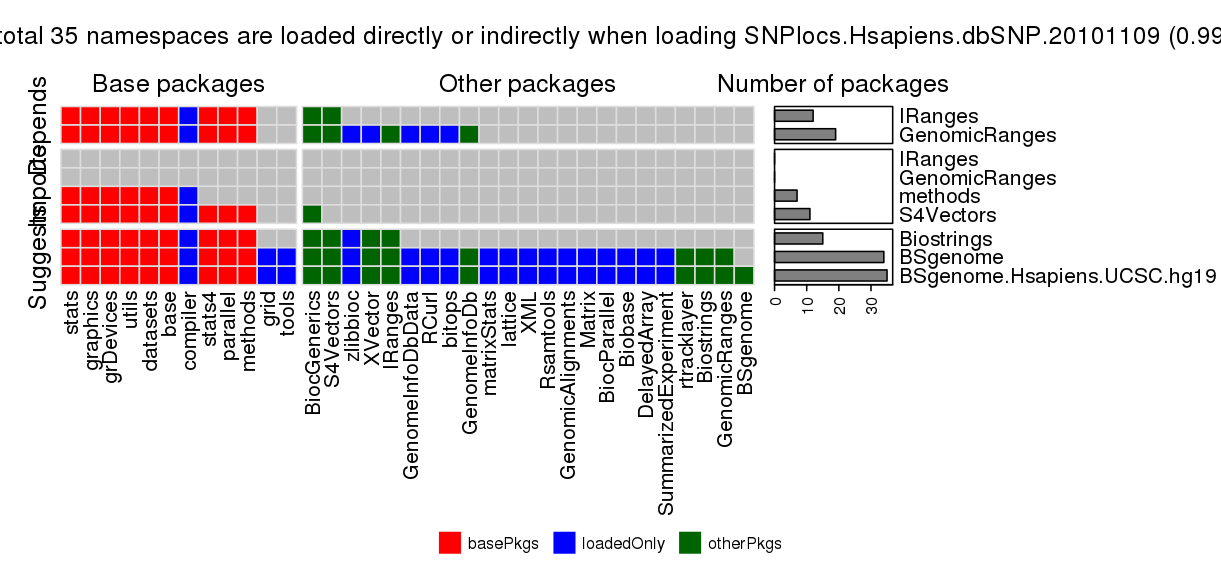 total 35 namespaces are loaded directly or indirectly when loading SNPlocs.Hsapiens.dbSNP.20101109 (0.99
Base packages
Other packages
Number of packages
Depends
Imports
Suggests
IRanges
GenomicRanges
IRanges
GenomicRanges
methods
S4Vectors
Biostrings
BSgenome
BSgenome.Hsapiens.UCSC.hg19
0
10
20
30
stats
graphics
grDevices
utils
datasets
base
compiler
stats4
parallel
methods
grid
tools
BiocGenerics
S4Vectors
zlibbioc
XVector
IRanges
GenomeInfoDbData
RCurl
bitops
GenomeInfoDb
matrixStats
lattice
XML
Rsamtools
GenomicAlignments
Matrix
BiocParallel
Biobase
DelayedArray
SummarizedExperiment
rtracklayer
Biostrings
GenomicRanges
BSgenome
basePkgs
loadedOnly
otherPkgs